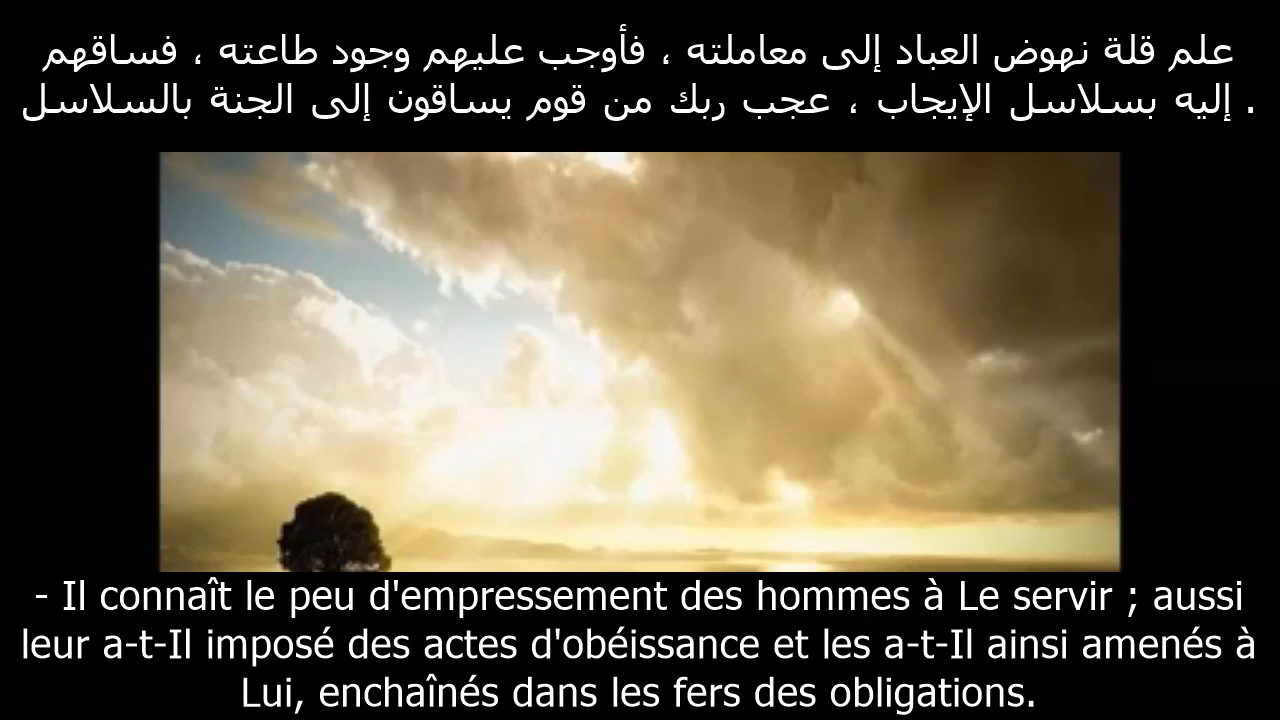 علم قلة نهوض العباد إلى معاملته ، فأوجب عليهم وجود طاعته ، فساقهم
إليه بسلاسل الإيجاب ، عجب ربك من قوم يساقون إلى الجنة بالسلاسل .
- Il connaît le peu d'empressement des hommes à Le servir ; aussi
leur a-t-Il imposé des actes d'obéissance et les a-t-Il ainsi amenés à
Lui, enchaînés dans les fers des obligations.